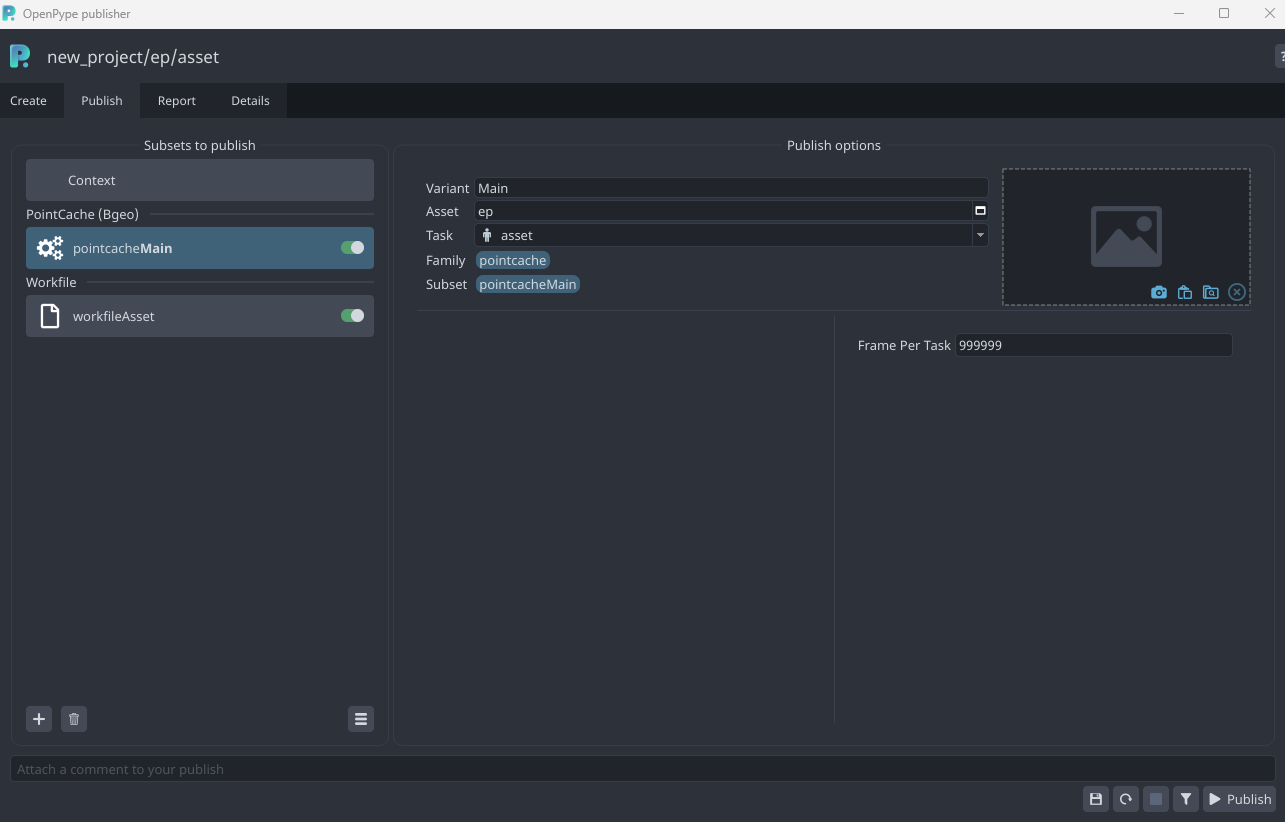 OpenPype publisher
new_project/ep/asset
?
Create
Publish
Report
Details
Subsets to publish
Context
PointCache (Bgeo)
pointcacheMain
Workfile
workfileAsset
Publish options
Variant Main
Asset ep
Task asset
Family pointcache
Subset pointcacheMain
Frame Per Task 999999
Attach a comment to your publish
Publish